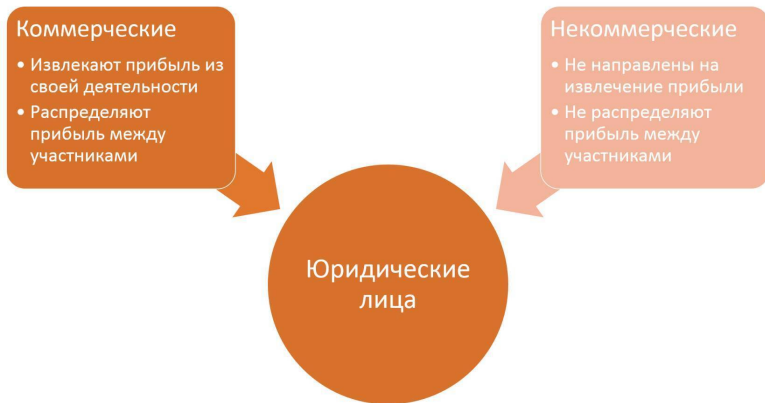 Коммерческие
• Извлекают прибыль из
своей деятельности
• Распределяют
прибыль между
участниками
Некоммерческие
• Не направлены на
извлечение прибыли
• Не распределяют
прибыль между
участниками
Юридические
лица